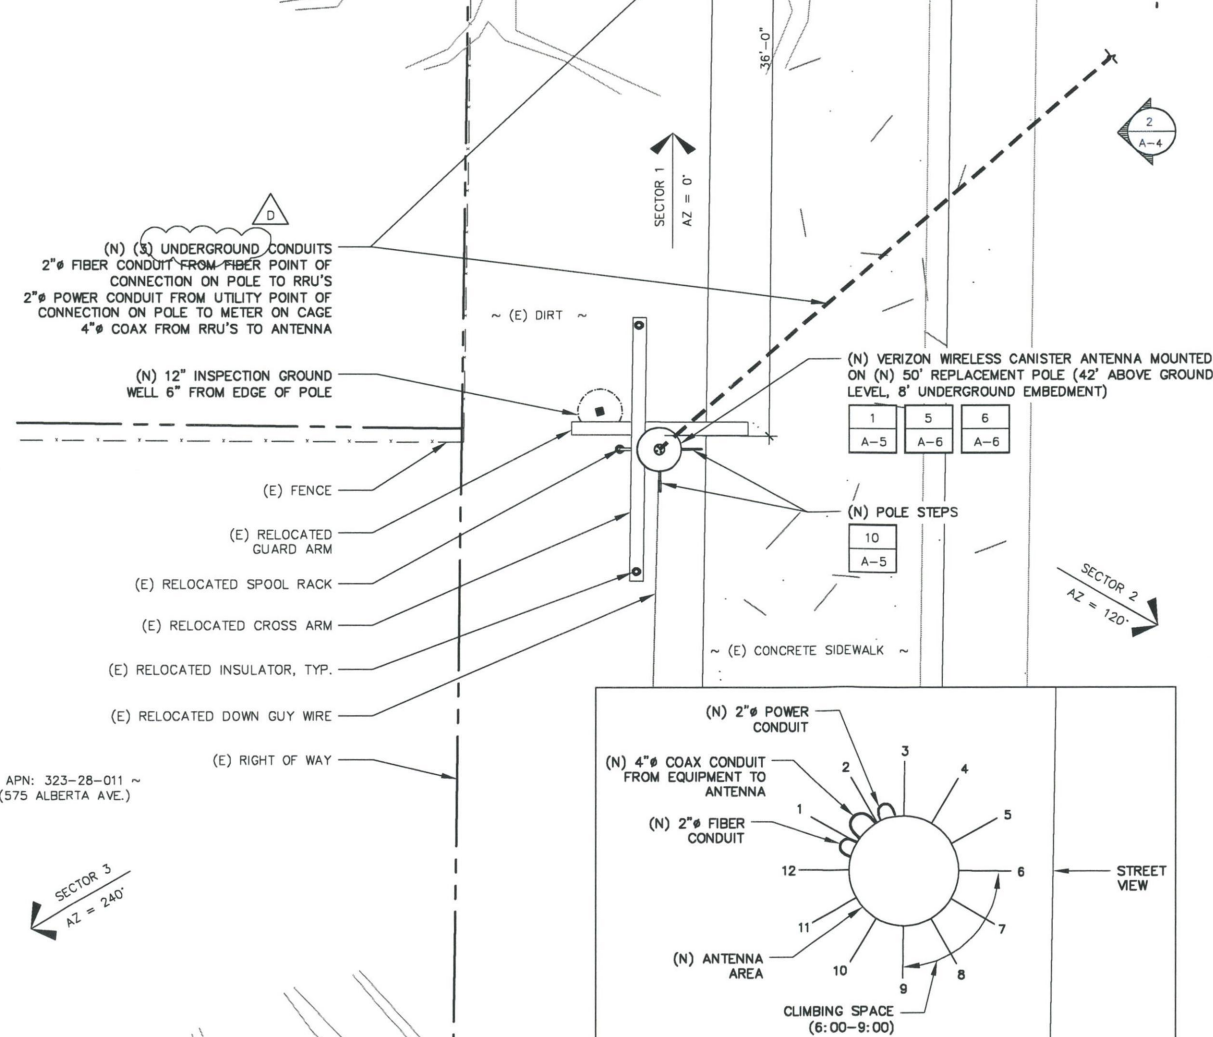 36'-0"
2
A-4
SECTOR 1
AZ = 0°
D
(N) (3) UNDERGROUND CONDUITS
2"ø FIBER CONDUIT FROM FIBER POINT OF
CONNECTION ON POLE TO RRU'S
2"ø POWER CONDUIT FROM UTILITY POINT OF
CONNECTION ON POLE TO METER ON CAGE
4"ø COAX FROM RRU'S TO ANTENNA
~ (E) DIRT ~
(N) 12" INSPECTION GROUND
WELL 6" FROM EDGE OF POLE
(N) VERIZON WIRELESS CANISTER ANTENNA MOUNTED
ON (N) 50' REPLACEMENT POLE (42' ABOVE GROUND
LEVEL, 8' UNDERGROUND EMBEDMENT)
1
A-5
5
A-6
6
A-6
(E) FENCE
(N) POLE STEPS
10
A-5
(E) RELOCATED
GUARD ARM
(E) RELOCATED SPOOL RACK
SECTOR 2
AZ = 120°
(E) RELOCATED CROSS ARM
~ (E) CONCRETE SIDEWALK ~
(E) RELOCATED INSULATOR, TYP.
(E) RELOCATED DOWN GUY WIRE
(E) RIGHT OF WAY
APN: 323-28-011 ~
(575 ALBERTA AVE.)
SECTOR 3
AZ = 240°
(N) 2"ø POWER
CONDUIT
(N) 4"ø COAX CONDUIT
FROM EQUIPMENT TO
ANTENNA
(N) 2"ø FIBER
CONDUIT
3
2
4
1
5
12
6
STREET
VIEW
11
7
10
8
9
(N) ANTENNA
AREA
CLIMBING SPACE
(6:00-9:00)